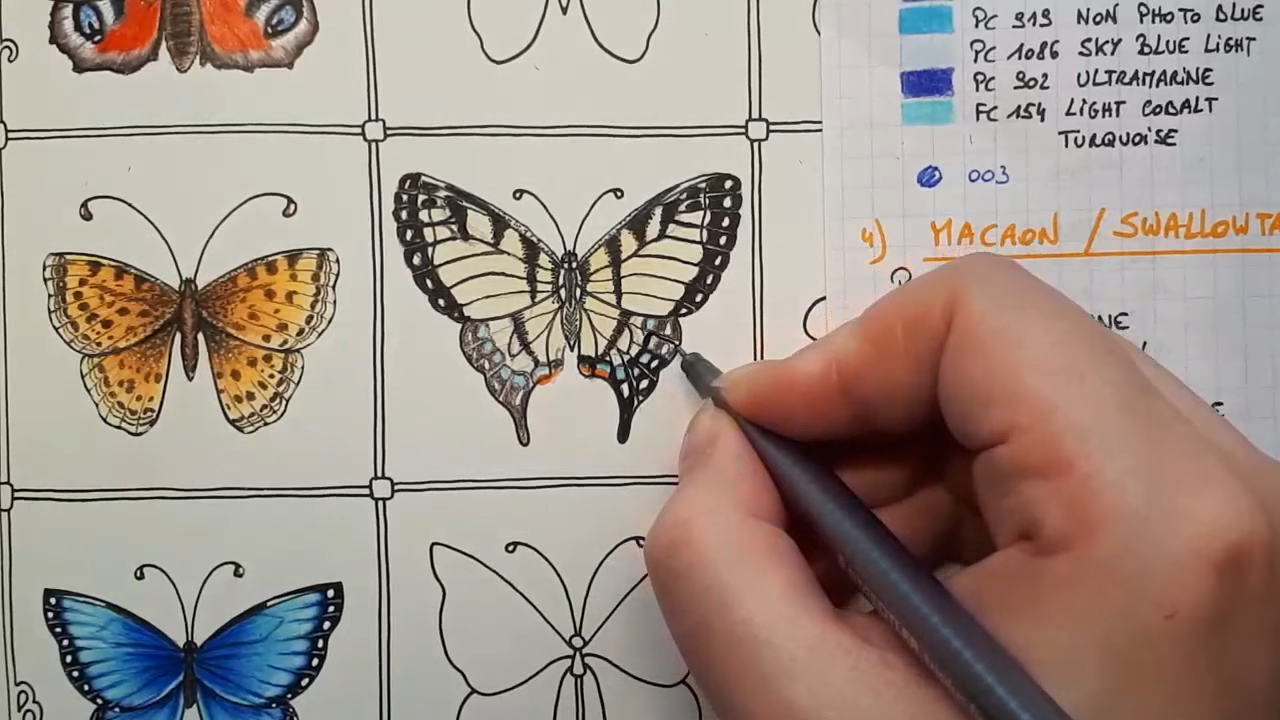 PC 919 NON PHOTO BLUE
PC 1086 SKY BLUE LIGHT
PC 902 ULTRAMARINE
FC 154 LIGHT COBALT
TURQUOISE
003
4) MACAON / SWALLOWTA